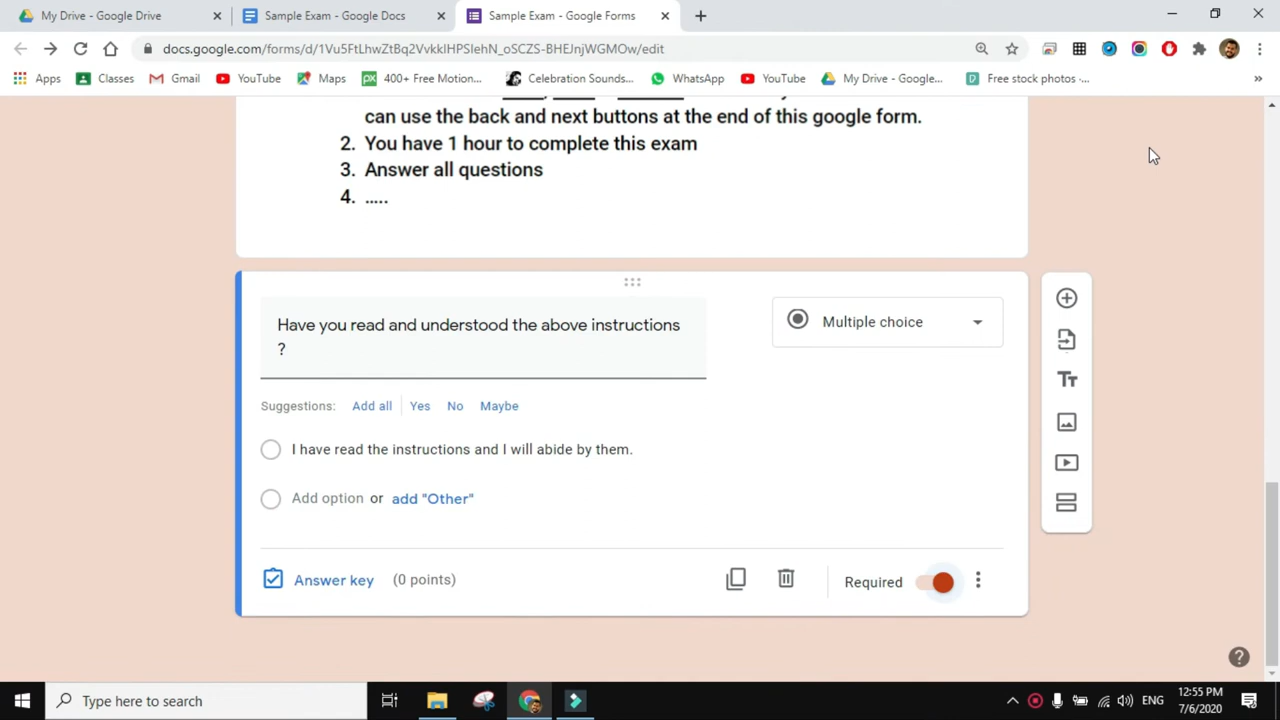 My Drive - Google Drive
Sample Exam - Google Docs
Sample Exam - Google Forms
docs.google.com/forms/d/1Vu5FtLhwZtBq2VvkklHPSIehN_oSCZS-BHEJnjWGMOw/edit
Apps
Classes
Gmail
YouTube
Maps
400+ Free Motion...
Celebration Sounds...
WhatsApp
YouTube
My Drive - Google...
Free stock photos -...
can use the back and next buttons at the end of this google form.
2. You have 1 hour to complete this exam
3. Answer all questions
4. .....
Have you read and understood the above instructions
?
Multiple choice
Suggestions: Add all Yes No Maybe
I have read the instructions and I will abide by them.
Add option or add "Other"
Answer key (0 points)
Required
Type here to search
ENG
12:55 PM
7/6/2020